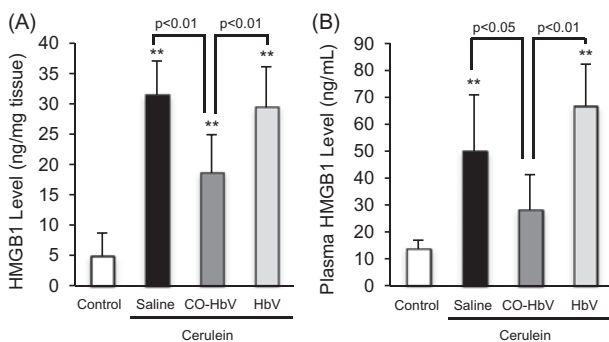 (A)
HMGB1 Level (ng/mg tissue)
40
35
30
25
20
15
10
5
0
p<0.01
p<0.01
**
**
**
Control
Saline
CO-HbV
HbV
Cerulein
(B)
Plasma HMGB1 Level (ng/mL)
90
80
70
60
50
40
30
20
10
0
p<0.05
p<0.01
**
**
Control
Saline
CO-HbV
HbV
Cerulein